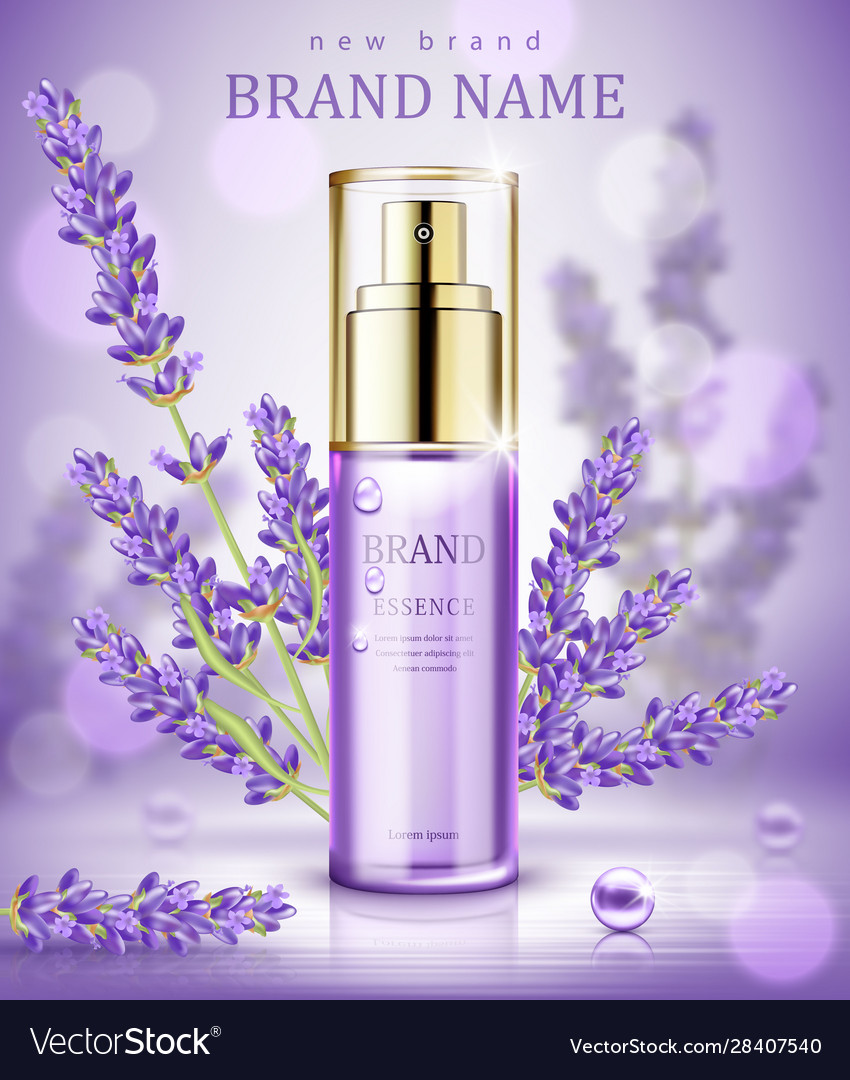 new brand
BRAND NAME
BRAND
ESSENCE
Lorem ipsum dolor sit amet
Consectetur adipiscing elit
Aenean commodo
Lorem ipsum
VectorStock®
VectorStock.com/28407540